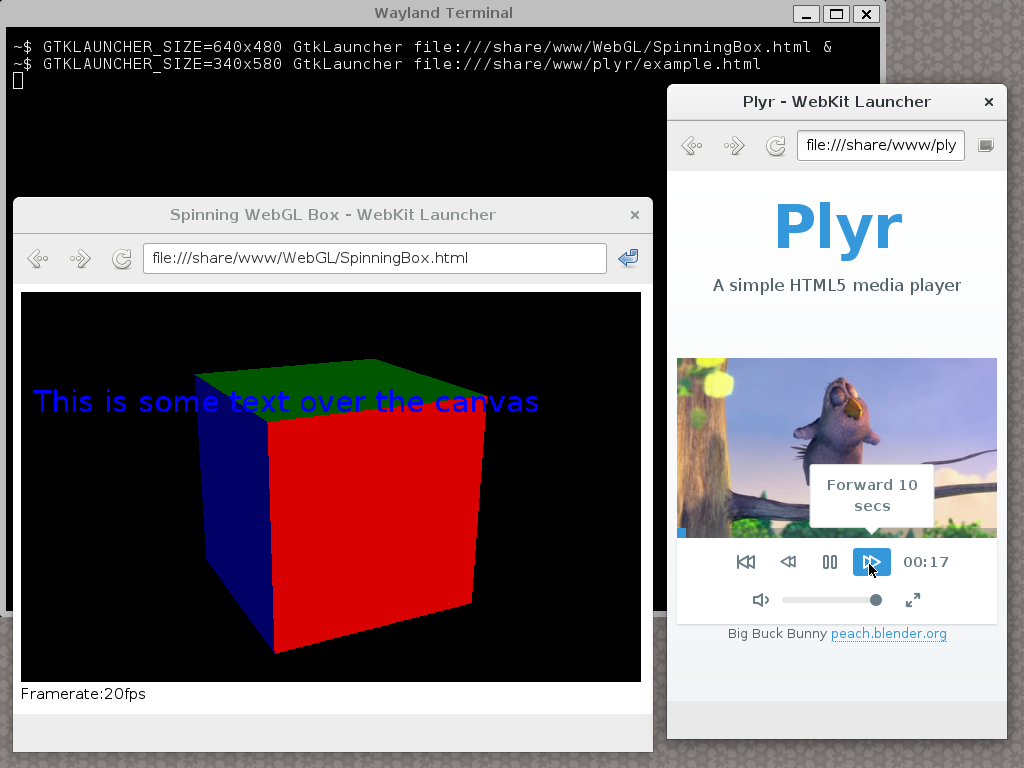 Wayland Terminal
~$ GTKLAUNCHER_SIZE=640x480 GtkLauncher file:///share/www/WebGL/SpinningBox.html &
~$ GTKLAUNCHER_SIZE=340x580 GtkLauncher file:///share/www/plyr/example.html
Plyr - WebKit Launcher
file:///share/www/ply
Plyr
A simple HTML5 media player
Forward 10
secs
00:17
Big Buck Bunny peach.blender.org
Spinning WebGL Box - WebKit Launcher
file:///share/www/WebGL/SpinningBox.html
This is some text over the canvas
Framerate:20fps